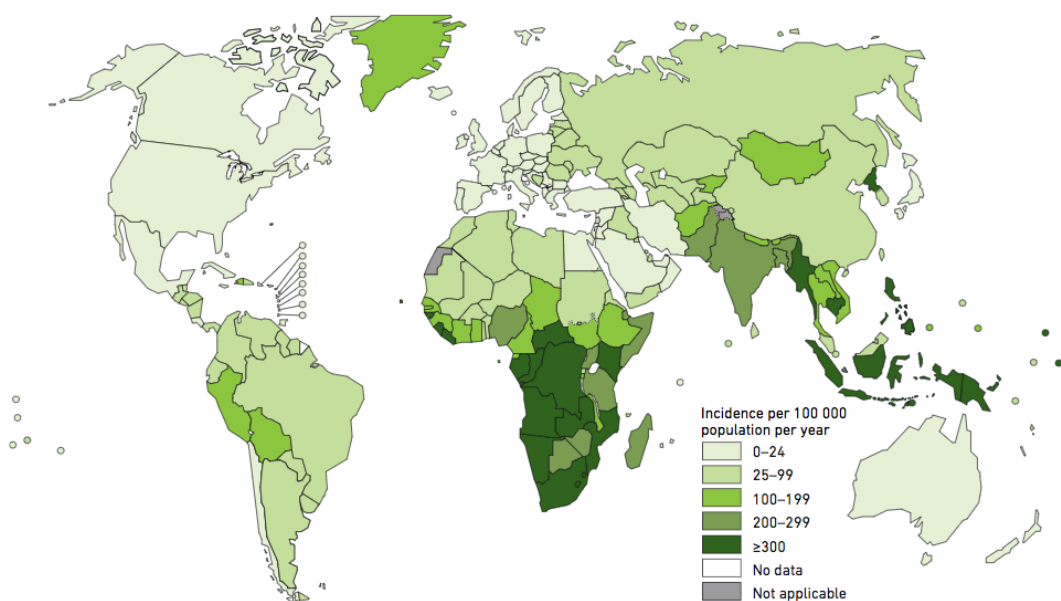 Incidence per 100 000
population per year
0–24
25–99
100–199
200–299
≥300
No data
Not applicable